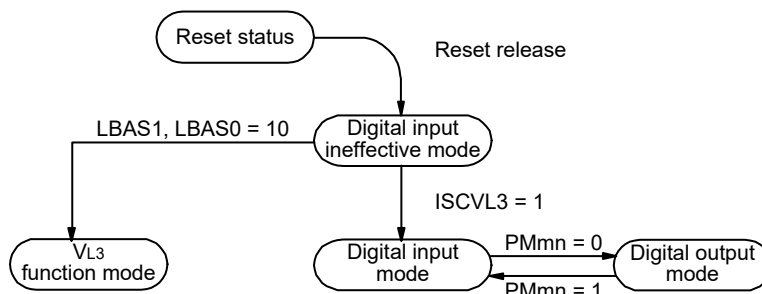 Reset status
Reset release
LBAS1, LBAS0 = 10
Digital input
ineffective mode
ISCVL3 = 1
VL3
function mode
Digital input
mode
PMmn = 0
PMmn = 1
Digital output
mode